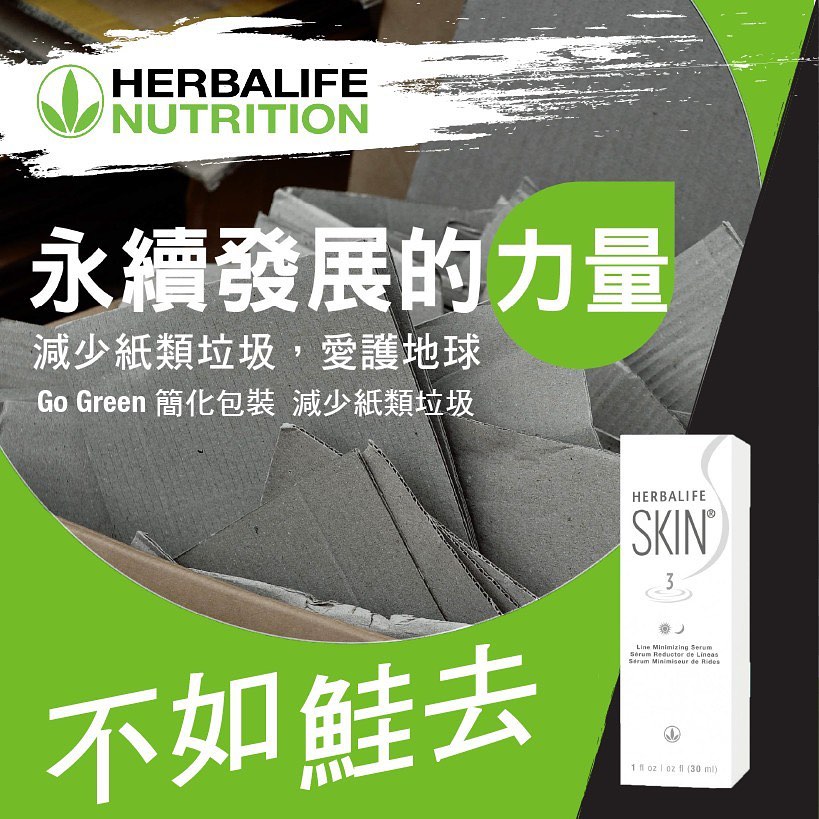 HERBALIFE
NUTRITION
永續發展的力量
減少紙類垃圾，愛護地球
Go Green 簡化包裝 減少紙類垃圾
HERBALIFE
SKIN®
3
Line Minimizing Serum
Sérum Reductor de Líneas
Sérum Minimiseur de Rides
1 fl oz | oz fl (30 ml)
不如鮭去